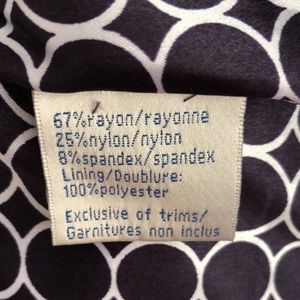 67%rayon/rayonne
25%nylon/nylon
8%spandex/spandex
Lining/Doublure:
100%polyester
Exclusive of trims/
Garnitures non inclus